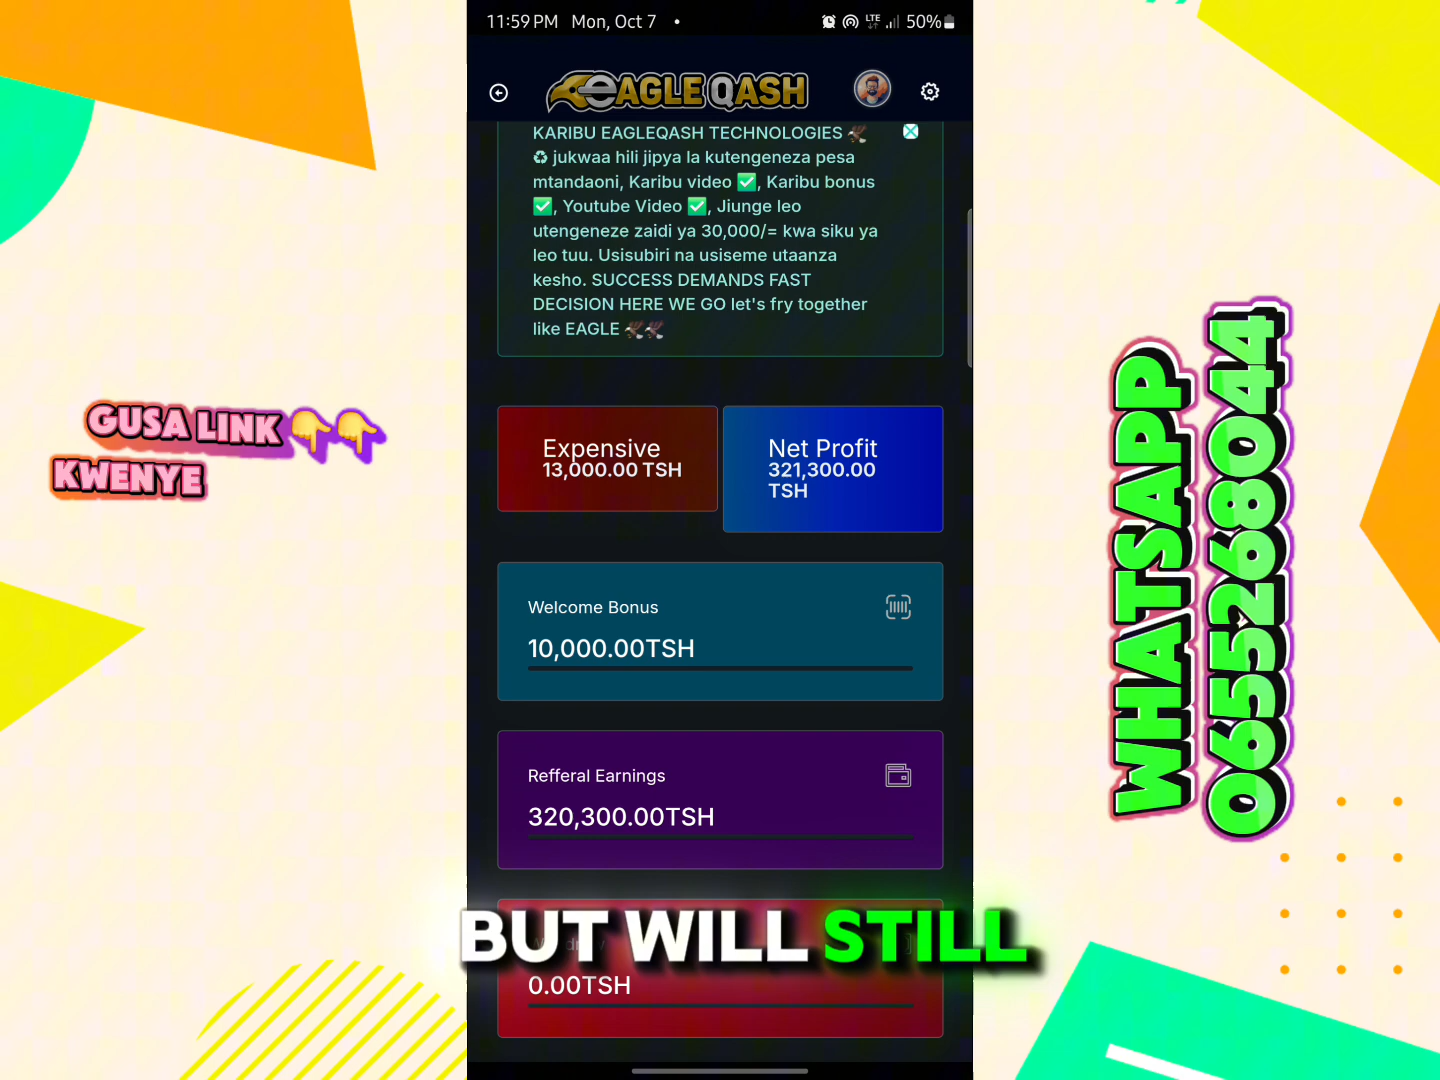 11:59 PM Mon, Oct 7 • LTE 50%
EAGLE QASH
KARIBU EAGLEQASH TECHNOLOGIES 🦅
♻ jukwaa hili jipya la kutengeneza pesa
mtandaoni, Karibu video ✅, Karibu bonus
✅, Youtube Video ✅, Jiunge leo
utengeneze zaidi ya 30,000/= kwa siku ya
leo tuu. Usisubiri na usiseme utaanza
kesho. SUCCESS DEMANDS FAST
DECISION HERE WE GO let's fry together
like EAGLE 🦅🦅
GUSA LINK 👇👇
KWENYE
Expensive
13,000.00 TSH
Net Profit
321,300.00
TSH
Welcome Bonus
10,000.00TSH
Refferal Earnings
320,300.00TSH
BUT WILL STILL
0.00TSH
WHATSAPP
0655268044